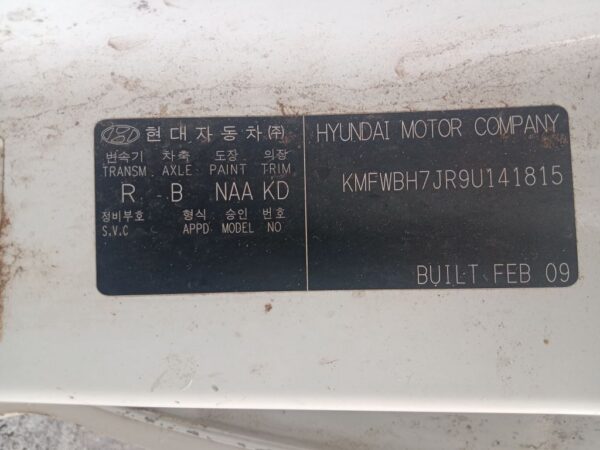 현대자동차㈜
변속기 차축 도장 의장
TRANSM. AXLE PAINT TRIM
R B NAA KD
정비부호 형식 승인 번호
S.V.C APPD MODEL NO
HYUNDAI MOTOR COMPANY
KMFWBH7JR9U141815
BUILT FEB 09